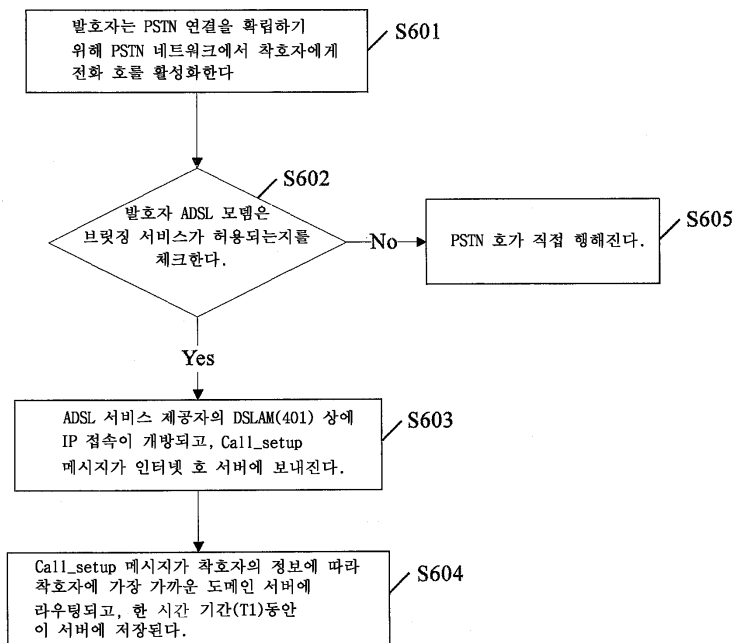 발호자는 PSTN 연결을 확립하기
위해 PSTN 네트워크에서 착호자에게
전화 호를 활성화한다
S601
S602
발호자 ADSL 모뎀은
브릿징 서비스가 허용되는지를
체크한다.
No
PSTN 호가 직접 행해진다.
S605
Yes
ADSL 서비스 제공자의 DSLAM(401) 상에
IP 접속이 개방되고, Call_setup
메시지가 인터넷 호 서버에 보내진다.
S603
Call_setup 메시지가 착호자의 정보에 따라
착호자에 가장 가까운 도메인 서버에
라우팅되고, 한 시간 기간(T1)동안
이 서버에 저장된다.
S604